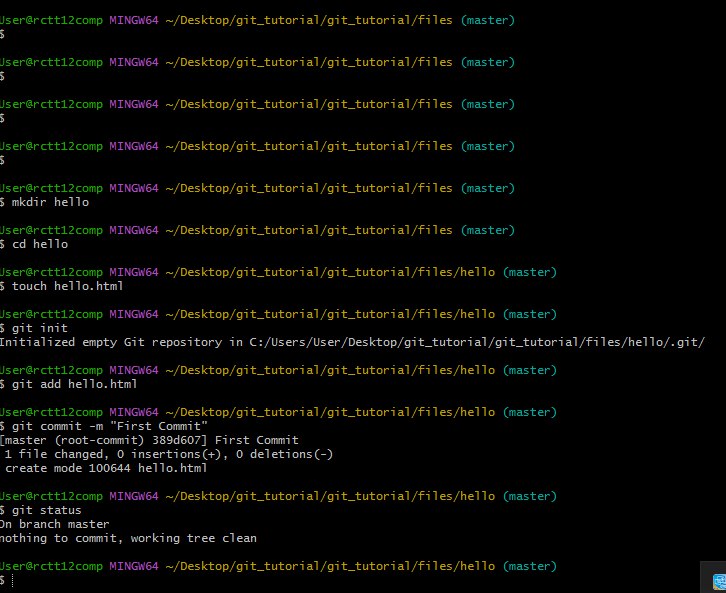 User@rctt12comp MINGW64 ~/Desktop/git_tutorial/git_tutorial/files (master)
$
User@rctt12comp MINGW64 ~/Desktop/git_tutorial/git_tutorial/files (master)
$
User@rctt12comp MINGW64 ~/Desktop/git_tutorial/git_tutorial/files (master)
$
User@rctt12comp MINGW64 ~/Desktop/git_tutorial/git_tutorial/files (master)
$
User@rctt12comp MINGW64 ~/Desktop/git_tutorial/git_tutorial/files (master)
$ mkdir hello
User@rctt12comp MINGW64 ~/Desktop/git_tutorial/git_tutorial/files (master)
$ cd hello
User@rctt12comp MINGW64 ~/Desktop/git_tutorial/git_tutorial/files/hello (master)
$ touch hello.html
User@rctt12comp MINGW64 ~/Desktop/git_tutorial/git_tutorial/files/hello (master)
$ git init
Initialized empty Git repository in C:/Users/User/Desktop/git_tutorial/git_tutorial/files/hello/.git/
User@rctt12comp MINGW64 ~/Desktop/git_tutorial/git_tutorial/files/hello (master)
$ git add hello.html
User@rctt12comp MINGW64 ~/Desktop/git_tutorial/git_tutorial/files/hello (master)
$ git commit -m "First Commit"
[master (root-commit) 389d607] First Commit
1 file changed, 0 insertions(+), 0 deletions(-)
create mode 100644 hello.html
User@rctt12comp MINGW64 ~/Desktop/git_tutorial/git_tutorial/files/hello (master)
$ git status
On branch master
nothing to commit, working tree clean
User@rctt12comp MINGW64 ~/Desktop/git_tutorial/git_tutorial/files/hello (master)
$